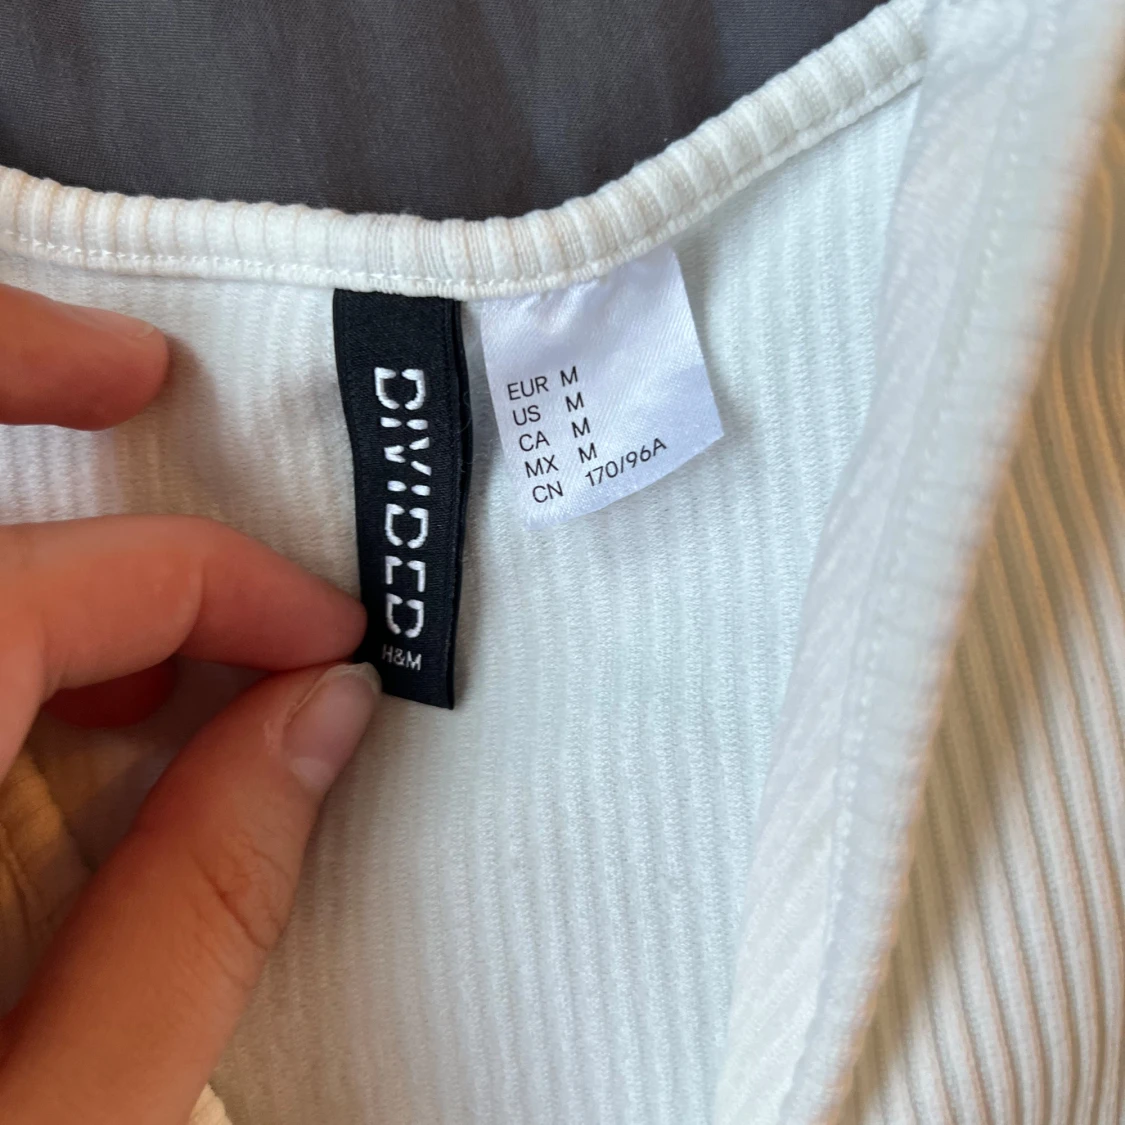 DIVIDED
H&M
EUR M
US M
CA M
MX M
CN 170/96A